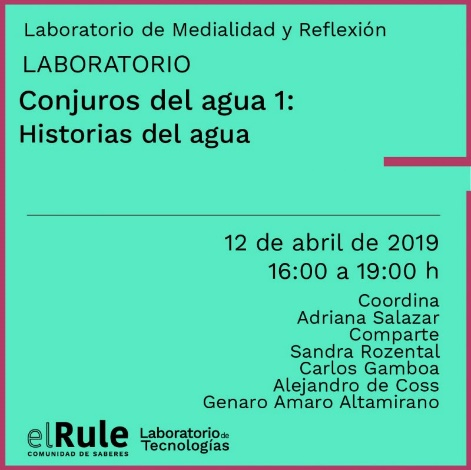 Laboratorio de Medialidad y Reflexión
LABORATORIO
Conjuros del agua 1:
Historias del agua
12 de abril de 2019
16:00 a 19:00 h
Coordina
Adriana Salazar
Comparte
Sandra Rozental
Carlos Gamboa
Alejandro de Coss
Genaro Amaro Altamirano
elRule
COMUNIDAD DE SABERES
Laboratorio de
Tecnologías